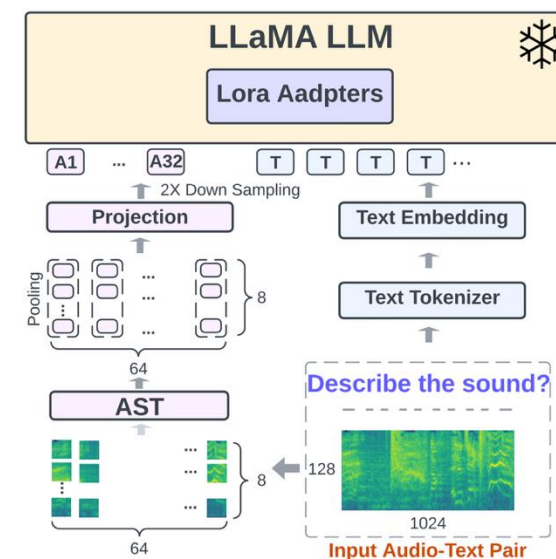 LLaMA LLM
Lora Aadpters
A1 ... A32 T T T T ...
2X Down Sampling
Projection
Text Embedding
Pooling
...
...
...
8
64
Text Tokenizer
AST
Describe the sound?
...
...
...
8
64
128
1024
Input Audio-Text Pair